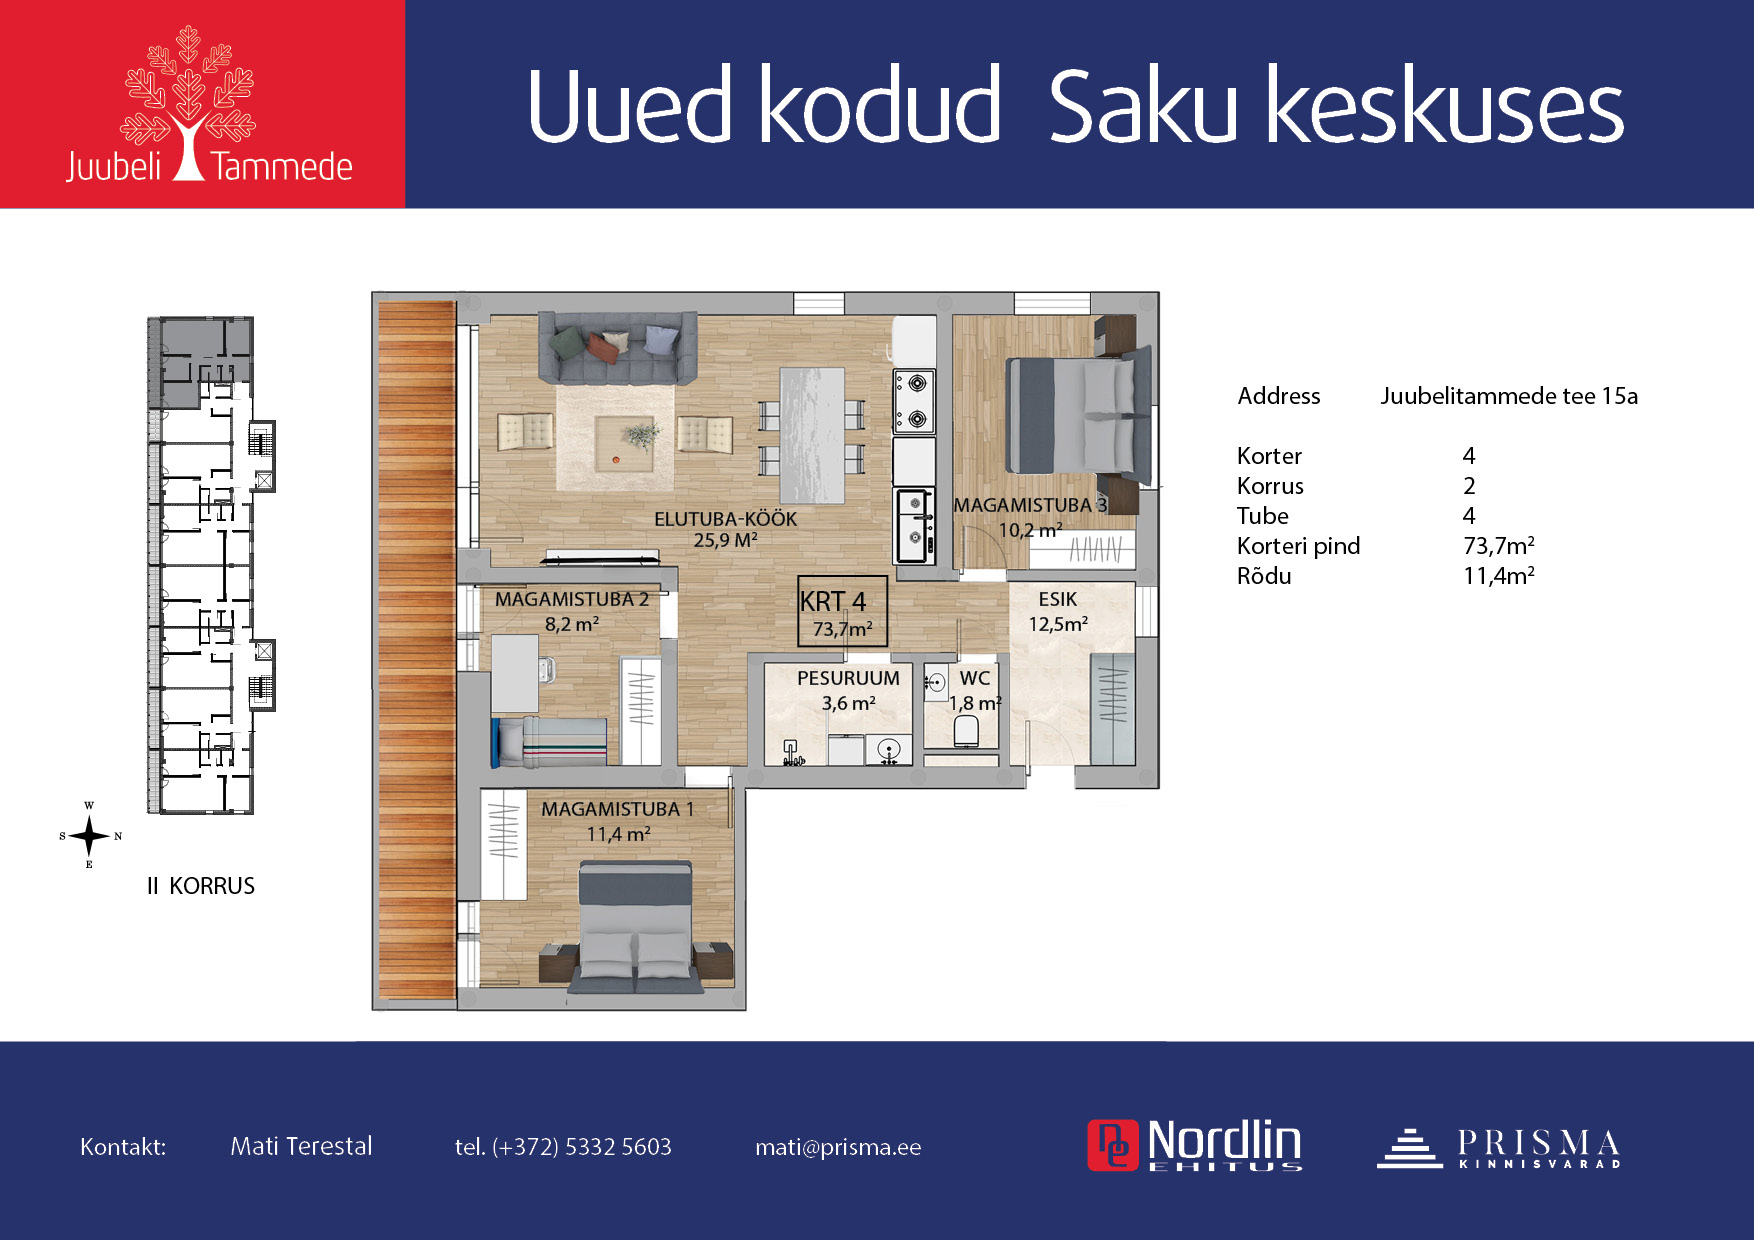 Juubeli Tammede
Uued kodud Saku keskuses
Address Juubelitammede tee 15a
Korter 4
Korrus 2
Tube 4
Korteri pind 73,7m²
Rõdu 11,4m²
ELUTUBA-KÖÖK
25,9 M²
MAGAMISTUBA 3
10,2 m²
MAGAMISTUBA 2
8,2 m²
KRT 4
73,7m²
ESIK
12,5m²
PESURUUM
3,6 m²
WC
1,8 m²
MAGAMISTUBA 1
11,4 m²
W
S N
E
II KORRUS
Kontakt: Mati Terestal tel. (+372) 5332 5603 mati@prisma.ee
ne Nordlin
EHITUS
PRISMA
KINNISVARAD